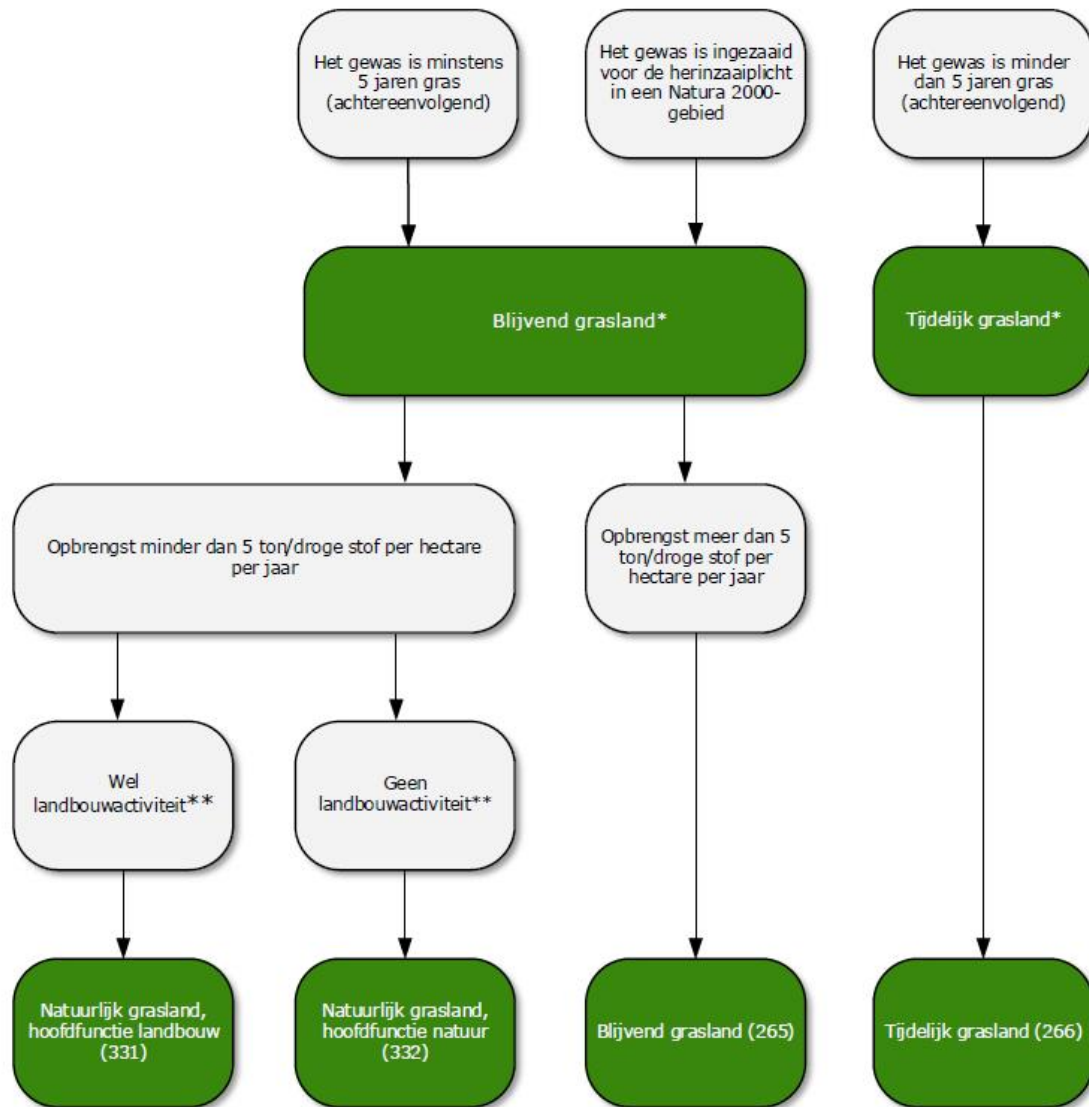 Het gewas is minstens
5 jaren gras
(achtereenvolgend)
Het gewas is ingezaaid
voor de herinzaaiplicht
in een Natura 2000-
gebied
Het gewas is minder
dan 5 jaren gras
(achtereenvolgend)
Blijvend grasland*
Tijdelijk grasland*
Opbrengst minder dan 5 ton/droge stof per hectare
per jaar
Opbrengst meer dan 5
ton/droge stof per
hectare per jaar
Wel
landbouwactiviteit**
Geen
landbouwactiviteit**
Natuurlijk grasland,
hoofdfunctie landbouw
(331)
Natuurlijk grasland,
hoofdfunctie natuur
(332)
Blijvend grasland (265)
Tijdelijk grasland (266)